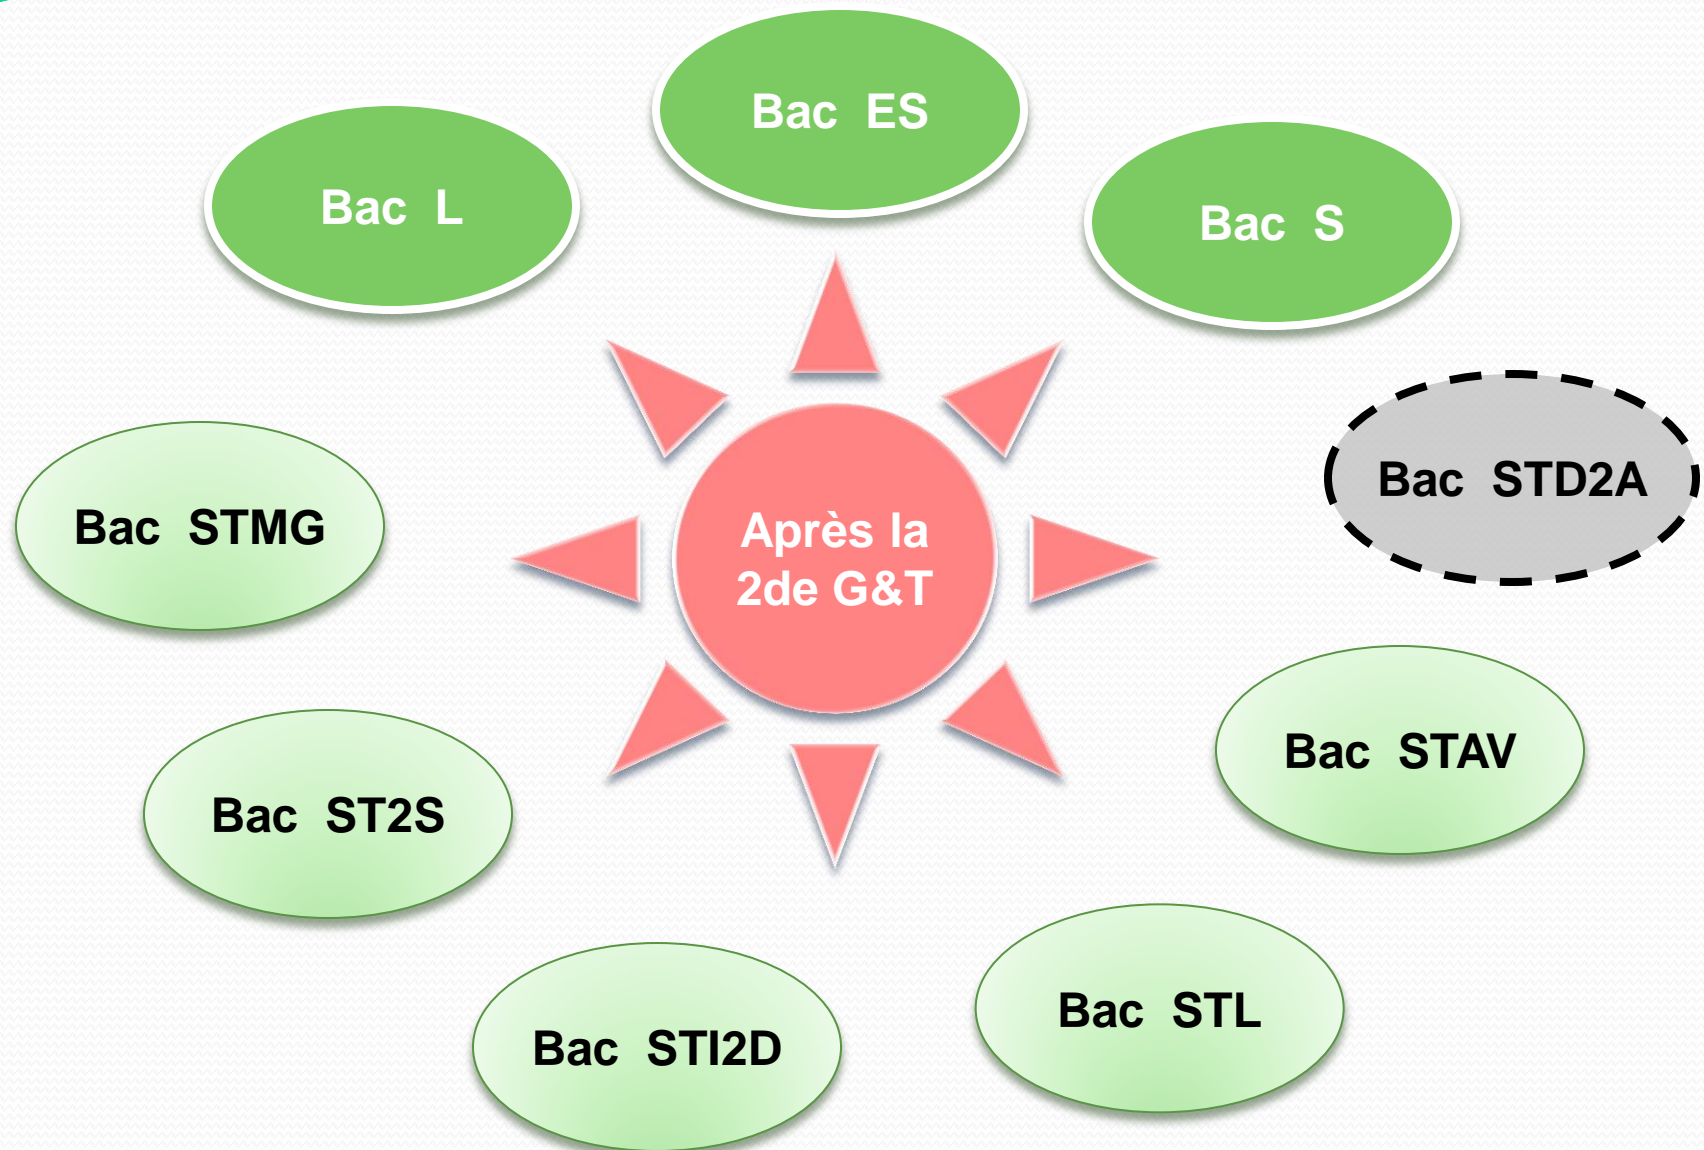 Bac ES
Bac L
Bac S
Bac STD2A
Bac STMG
Après la
2de G&T
Bac STAV
Bac ST2S
Bac STL
Bac STI2D